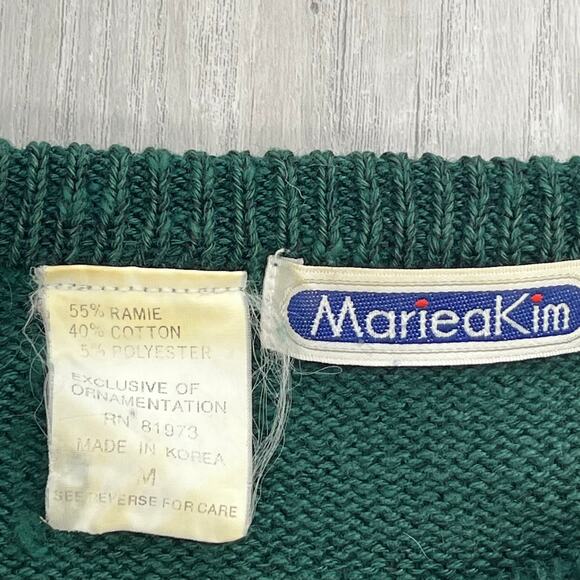 55% RAMIE
40% COTTON
5% POLYESTER
EXCLUSIVE OF
ORNAMENTATION
RN 81973
MADE IN KOREA
M
SEE REVERSE FOR CARE
MarieaKim